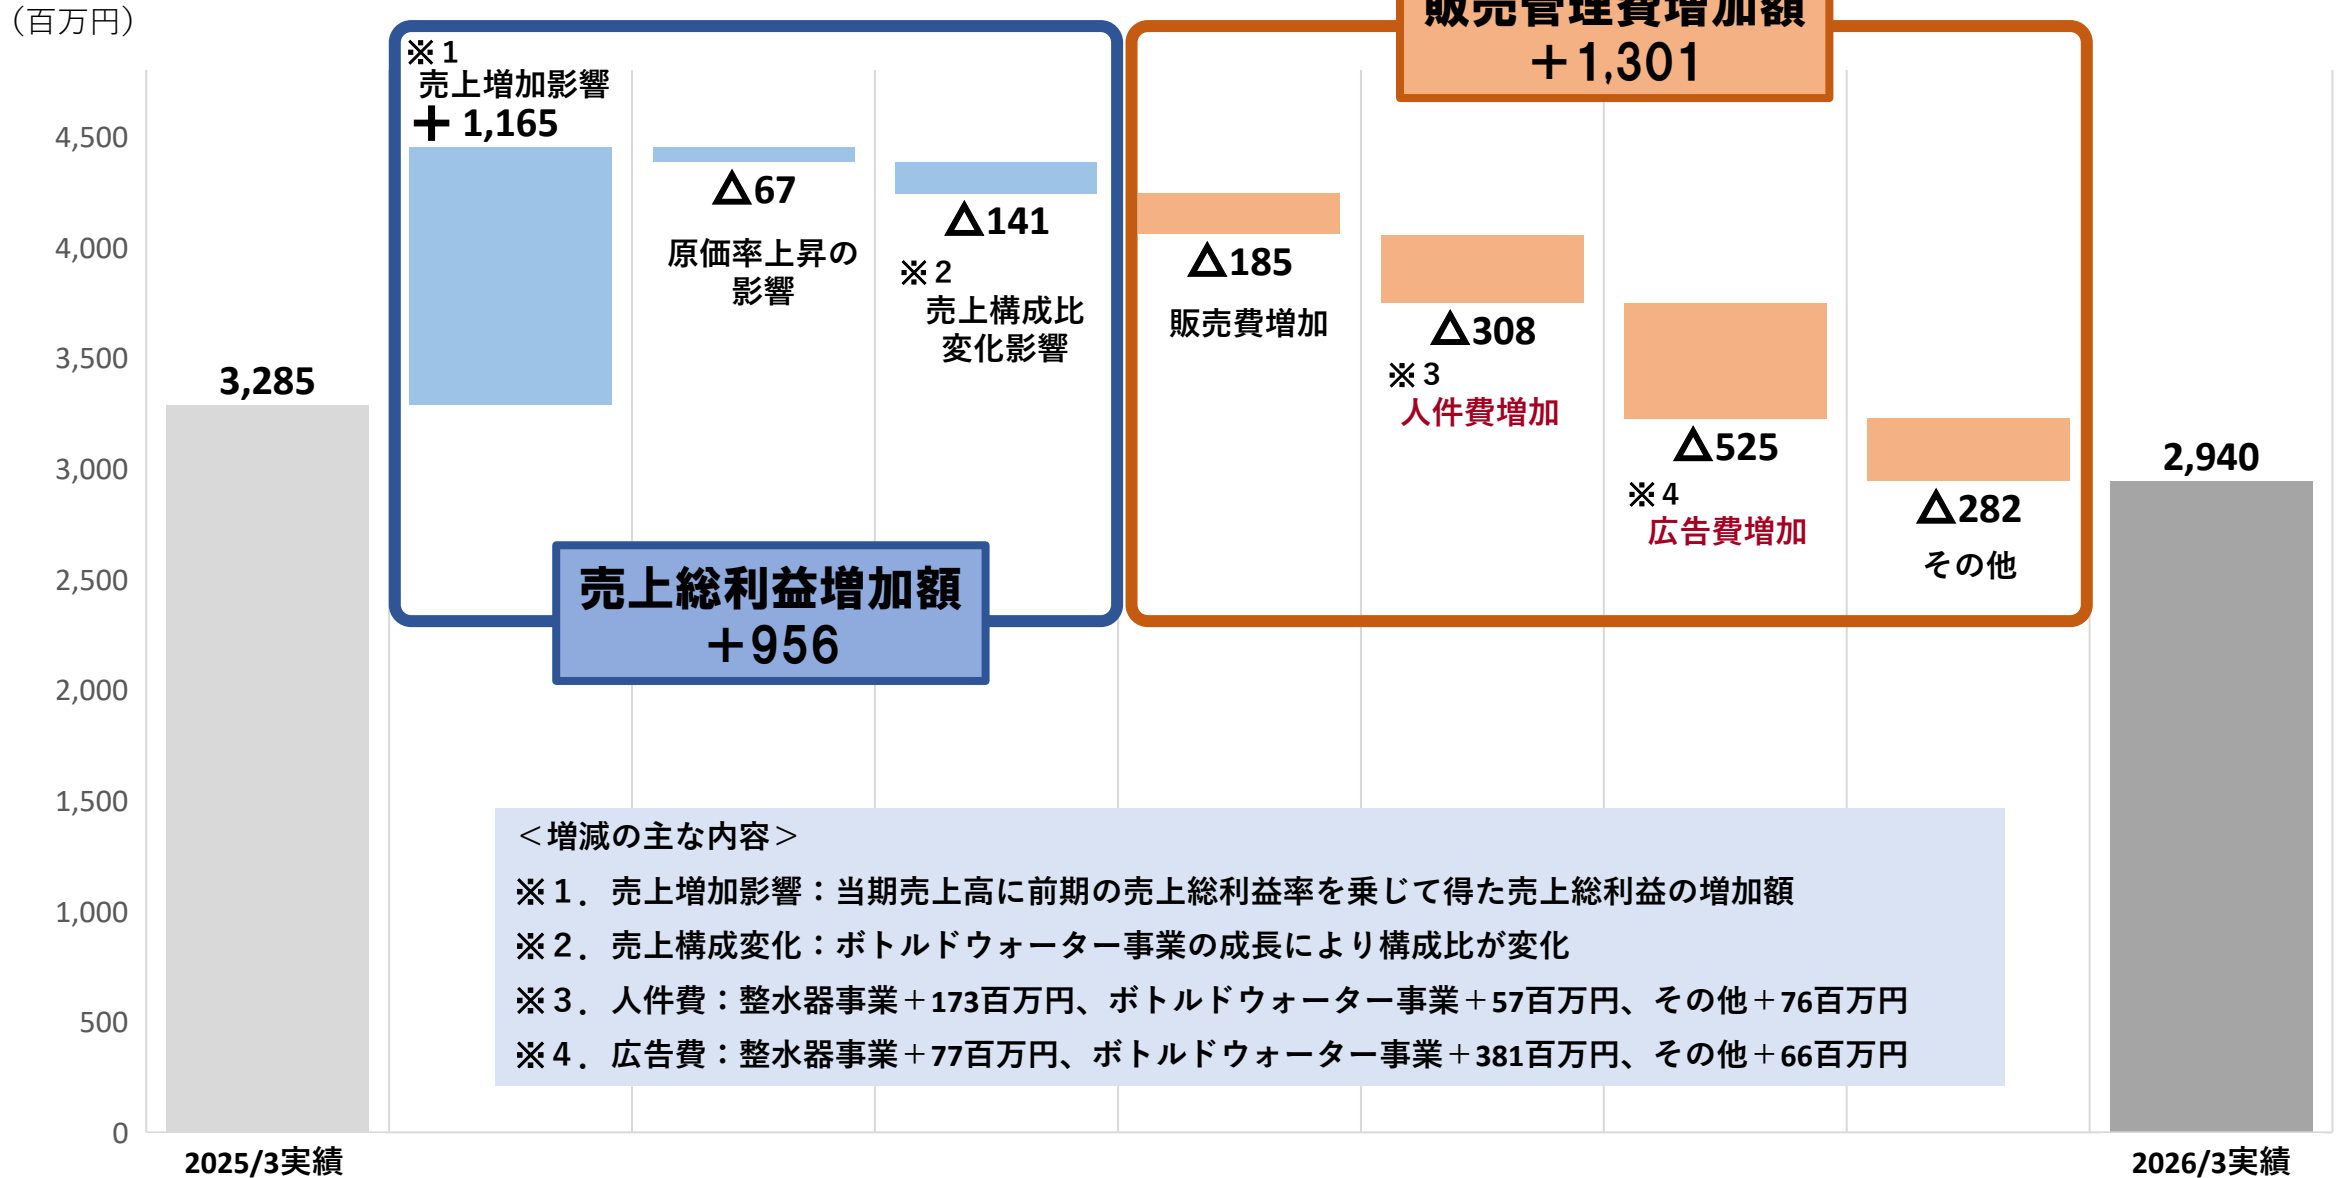 （百万円）
販売管理費増加額
＋1,301
※１
売上増加影響
＋ 1,165
△67
原価率上昇の
影響
△141
※２
売上構成比
変化影響
△185
販売費増加
△308
※３
人件費増加
△525
※４
広告費増加
△282
その他
売上総利益増加額
＋956
3,285
2,940
4,500
4,000
3,500
3,000
2,500
2,000
1,500
1,000
500
0
＜増減の主な内容＞
※１．売上増加影響：当期売上高に前期の売上総利益率を乗じて得た売上総利益の増加額
※２．売上構成変化：ボトルドウォーター事業の成長により構成比が変化
※３．人件費：整水器事業＋173百万円、ボトルドウォーター事業＋57百万円、その他＋76百万円
※４．広告費：整水器事業＋77百万円、ボトルドウォーター事業＋381百万円、その他＋66百万円
2025/3実績
2026/3実績